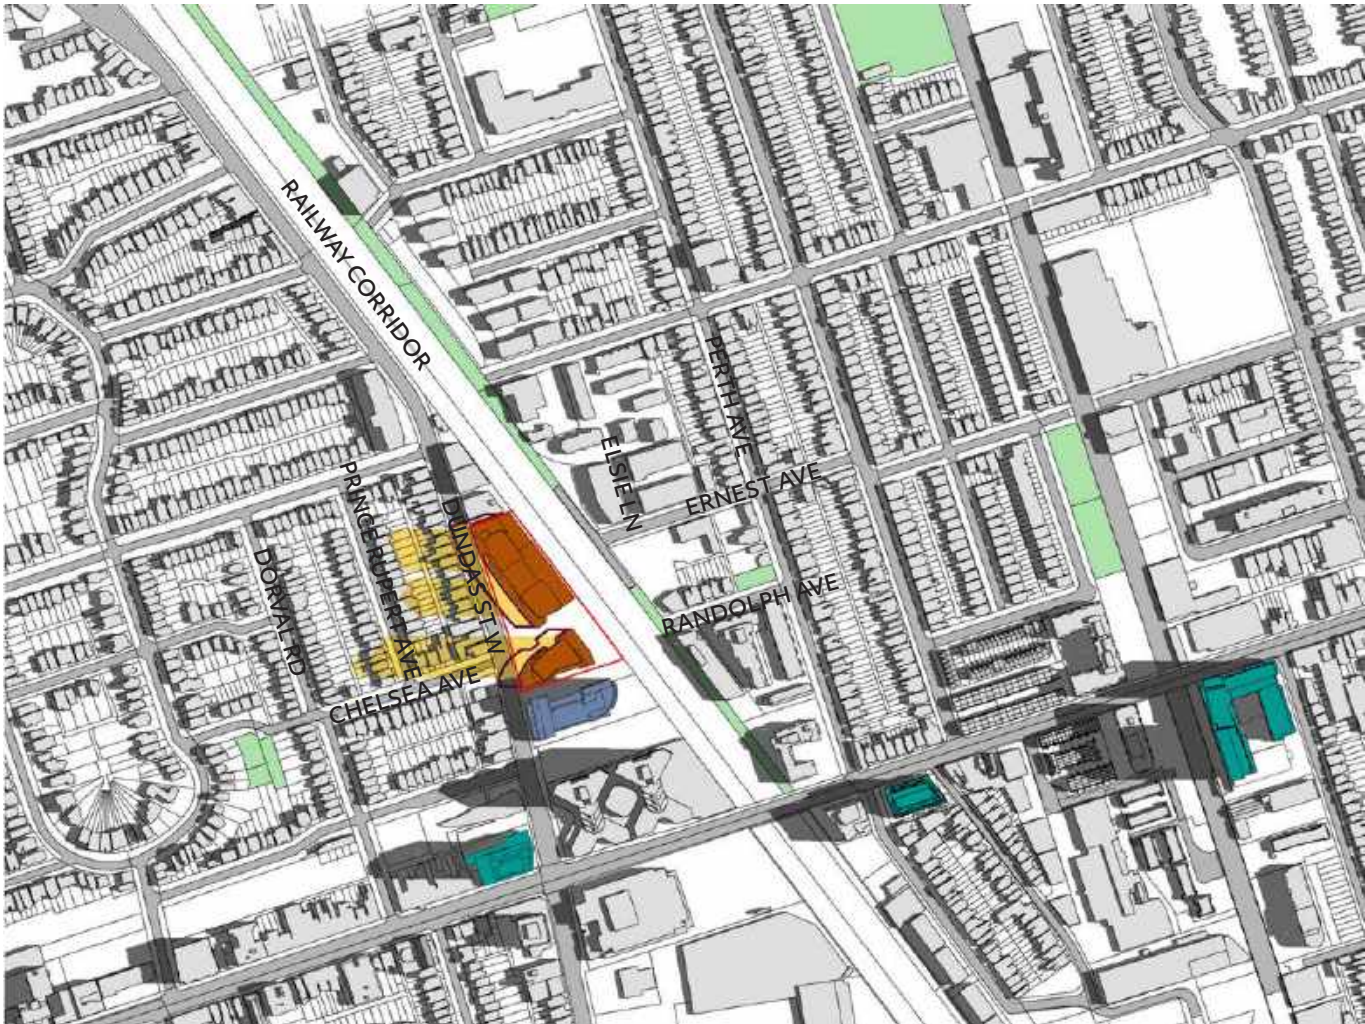 RAILWAY CORRIDOR
PERTH AVE
ELSIE LN
ERNEST AVE
PRINCE RUPERT AVE
DUNDAS ST W
DORVAL RD
RANDOLPH AVE
CHELSEA AVE